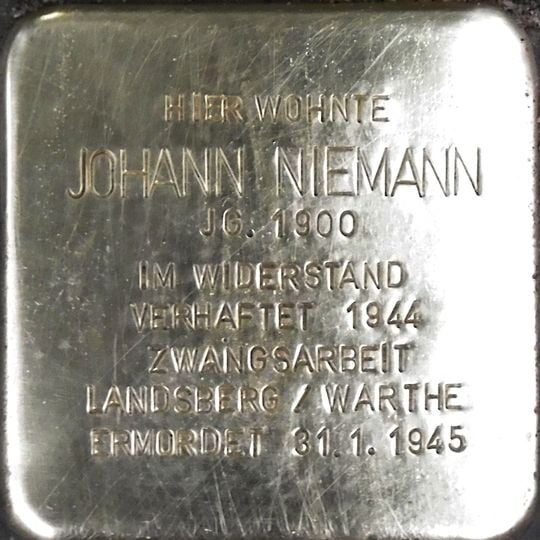 HIER WOHNTE
JOHANN NIEMANN
JG. 1900
IM WIDERSTAND
VERHAFTET 1944
ZWANGSARBEIT
LANDSBERG / WARTHE
ERMORDET 31.1.1945